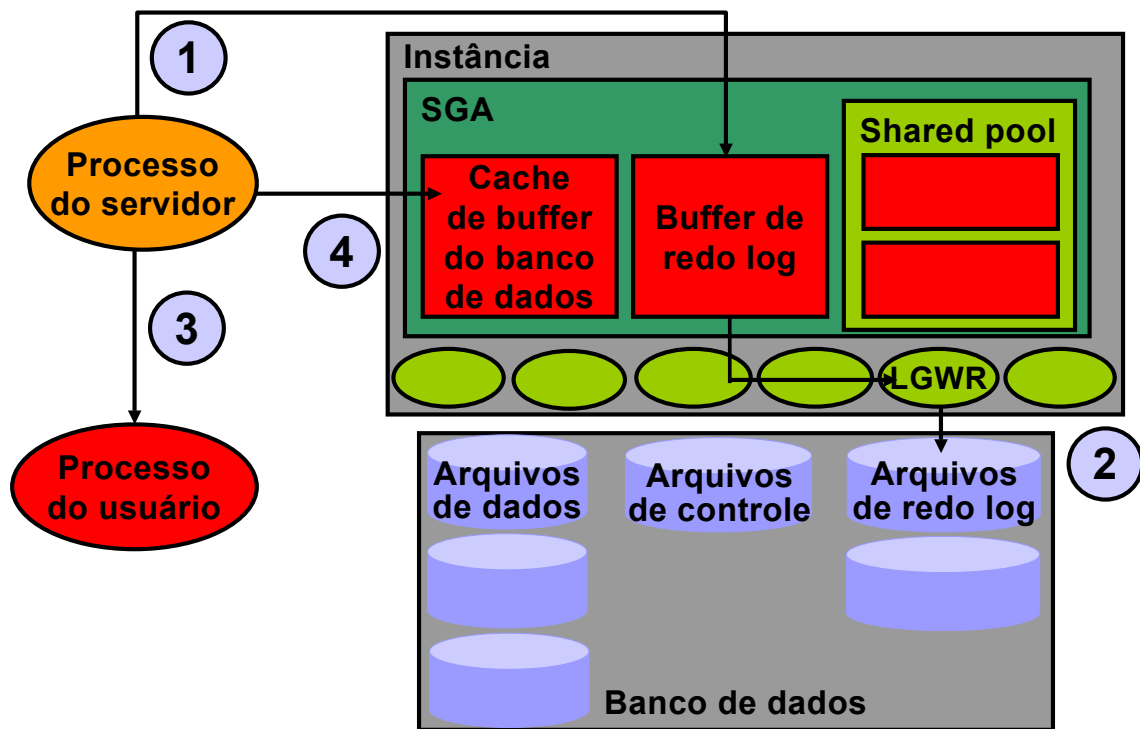 1
Instância
SGA
Shared pool
Processo
do servidor
Cache
de buffer
do banco
de dados
Buffer de
redo log
4
3
LGWR
Processo
do usuário
Arquivos
de dados
Arquivos
de controle
Arquivos
de redo log
2
Banco de dados